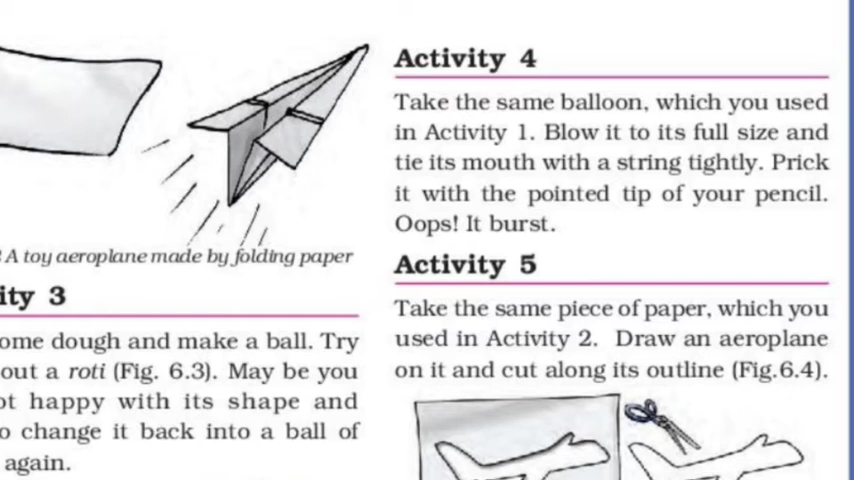 A toy aeroplane made by folding paper
ity 3
ome dough and make a ball. Try
out a roti (Fig. 6.3). May be you
ot happy with its shape and
o change it back into a ball of
again.
Activity 4
Take the same balloon, which you used
in Activity 1. Blow it to its full size and
tie its mouth with a string tightly. Prick
it with the pointed tip of your pencil.
Oops! It burst.
Activity 5
Take the same piece of paper, which you
used in Activity 2. Draw an aeroplane
on it and cut along its outline (Fig.6.4).